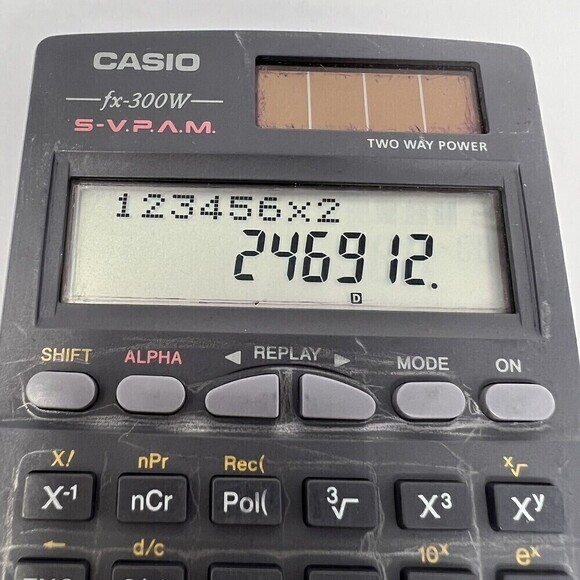 CASIO
fx-300W
S-V.P.A.M.
TWO WAY POWER
123456x2
246912.
D
SHIFT ALPHA ◀ REPLAY ▶ MODE ON
X! nPr Rec( x√
X-1 nCr Pol( 3√ X3 Xy
← d/c 10x ex